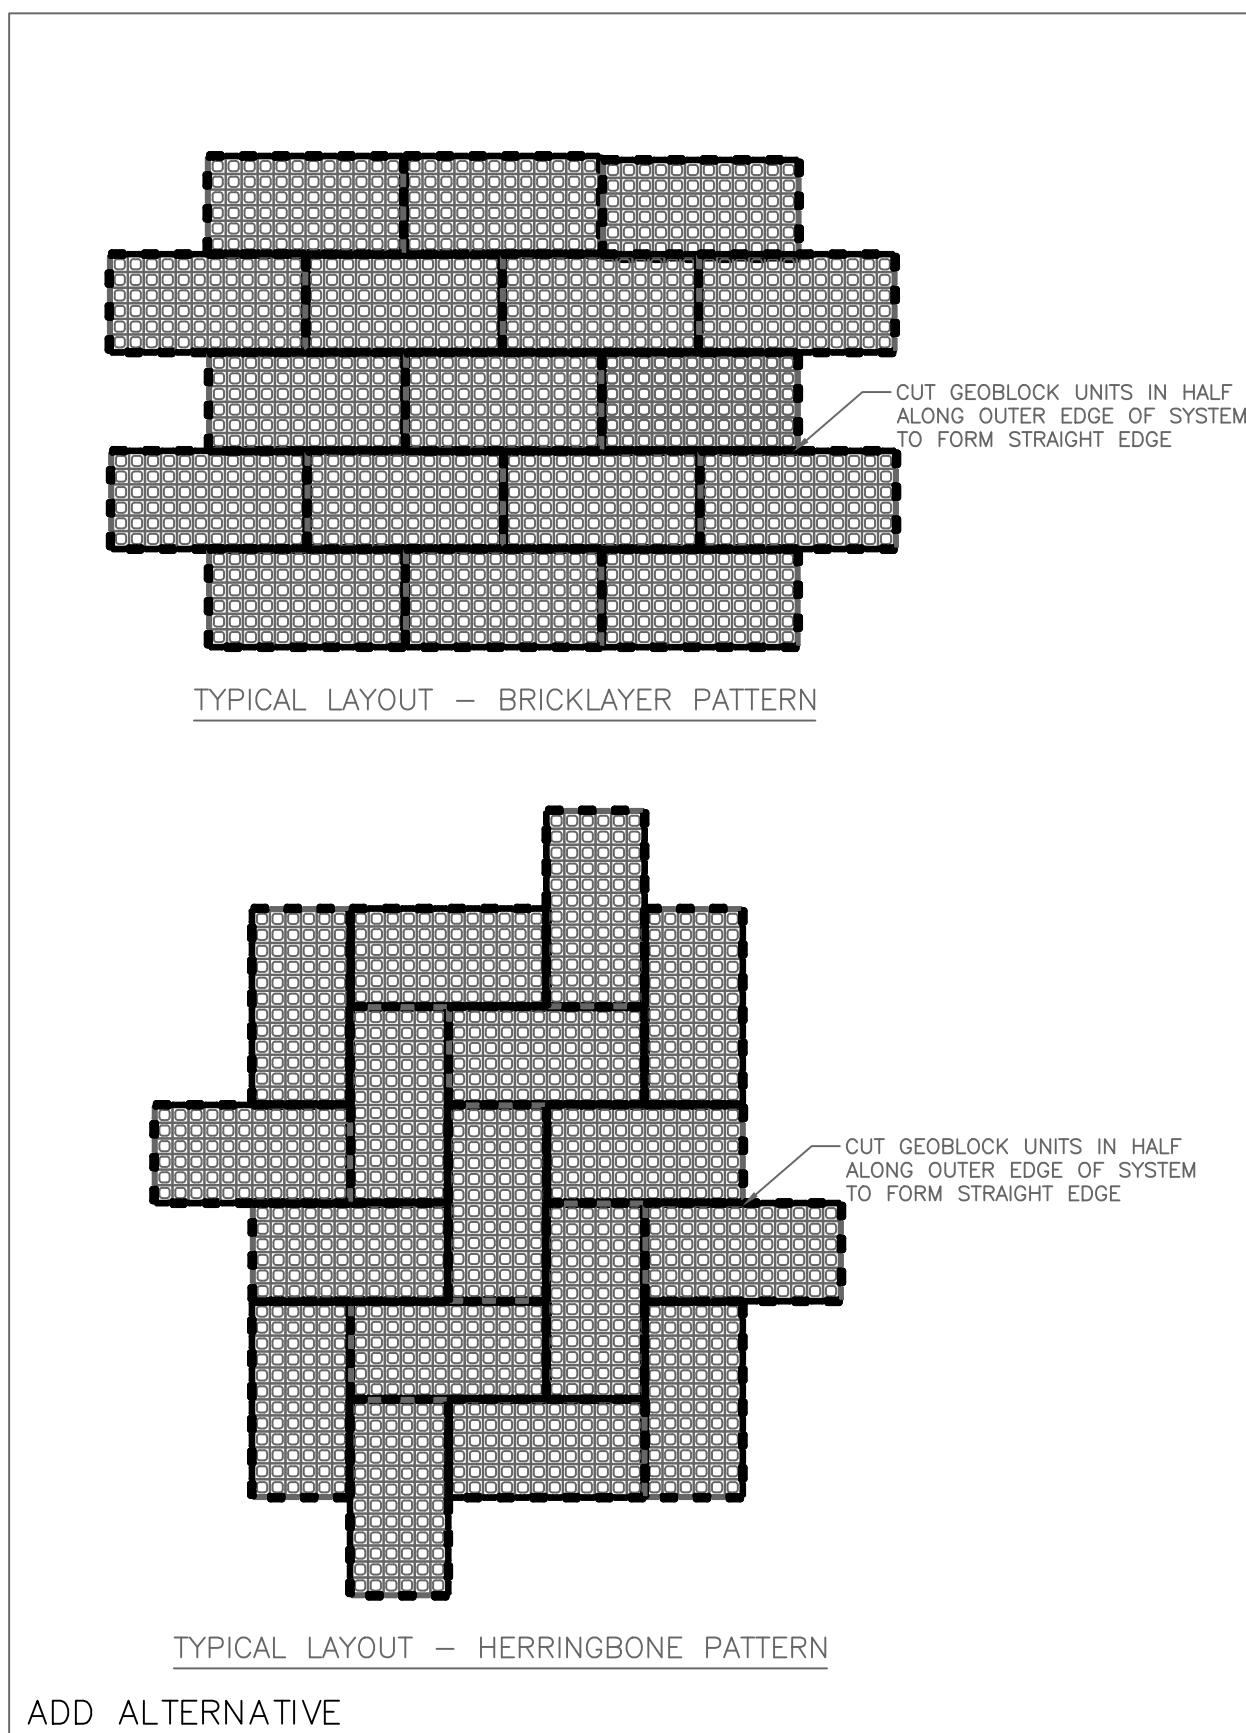 CUT GEOBLOCK UNITS IN HALF
ALONG OUTER EDGE OF SYSTEM
TO FORM STRAIGHT EDGE
TYPICAL LAYOUT – BRICKLAYER PATTERN
CUT GEOBLOCK UNITS IN HALF
ALONG OUTER EDGE OF SYSTEM
TO FORM STRAIGHT EDGE
TYPICAL LAYOUT – HERRINGBONE PATTERN
ADD ALTERNATIVE